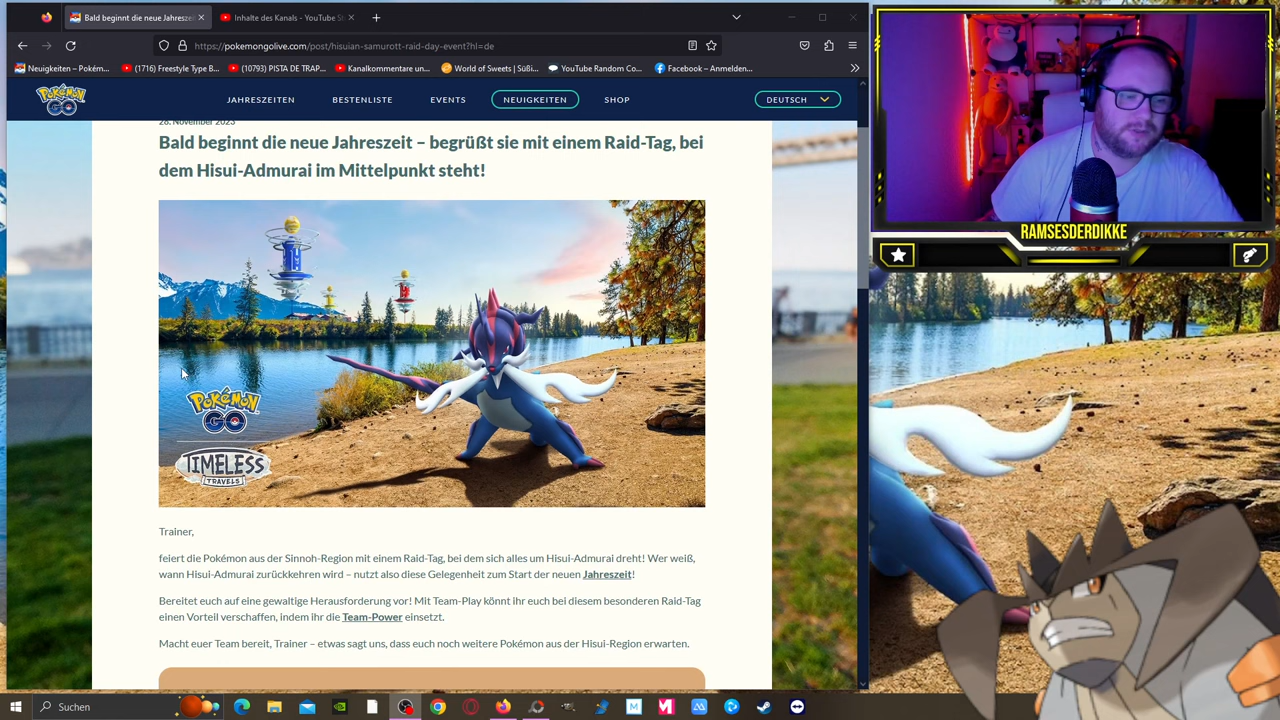 Bald beginnt die neue Jahresze
Inhalte des Kanals - YouTube St
https://pokemongolive.com/post/hisuian-samurott-raid-day-event?hl=de
Neuigkeiten – Pokém...
(1716) Freestyle Type B...
(10793) PISTA DE TRAP...
Kanalkommentare un...
World of Sweets | Süßi...
YouTube Random Co...
Facebook – Anmelden...
POKÉMON GO
JAHRESZEITEN
BESTENLISTE
EVENTS
NEUIGKEITEN
SHOP
DEUTSCH
28. November 2023
Bald beginnt die neue Jahreszeit – begrüßt sie mit einem Raid-Tag, bei
dem Hisui-Admurai im Mittelpunkt steht!
POKÉMON
GO
TIMELESS
TRAVELS
Trainer,
feiert die Pokémon aus der Sinnoh-Region mit einem Raid-Tag, bei dem sich alles um Hisui-Admurai dreht! Wer weiß,
wann Hisui-Admurai zurückkehren wird – nutzt also diese Gelegenheit zum Start der neuen Jahreszeit!
Bereitet euch auf eine gewaltige Herausforderung vor! Mit Team-Play könnt ihr euch bei diesem besonderen Raid-Tag
einen Vorteil verschaffen, indem ihr die Team-Power einsetzt.
Macht euer Team bereit, Trainer – etwas sagt uns, dass euch noch weitere Pokémon aus der Hisui-Region erwarten.
RAMSESDERDIKKE
Suchen